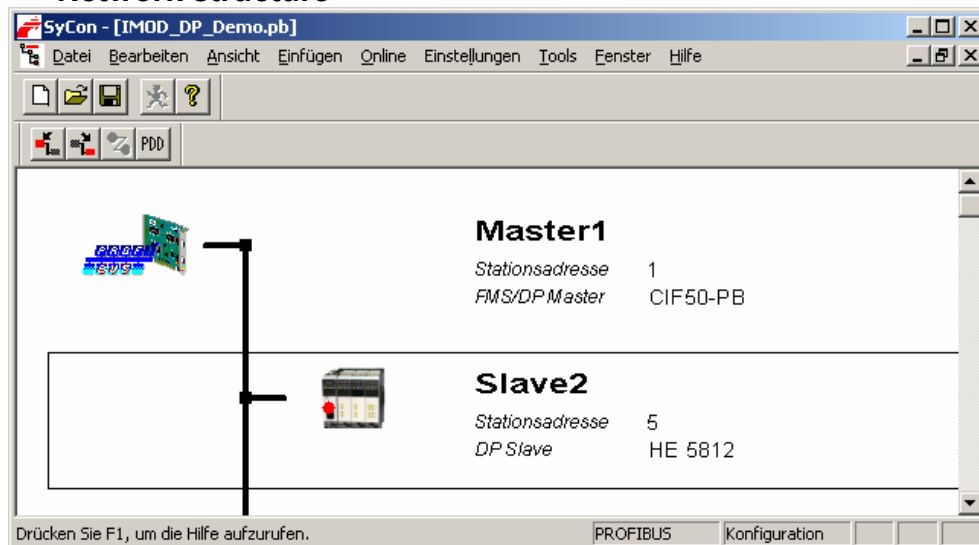 SyCon - [IMOD_DP_Demo.pb]
Datei Bearbeiten Ansicht Einfügen Online Einstellungen Tools Fenster Hilfe
PDD
Master1
Stationsadresse 1
FMS/DP Master CIF50-PB
Slave2
Stationsadresse 5
DP Slave HE 5812
Drücken Sie F1, um die Hilfe aufzurufen. PROFIBUS Konfiguration